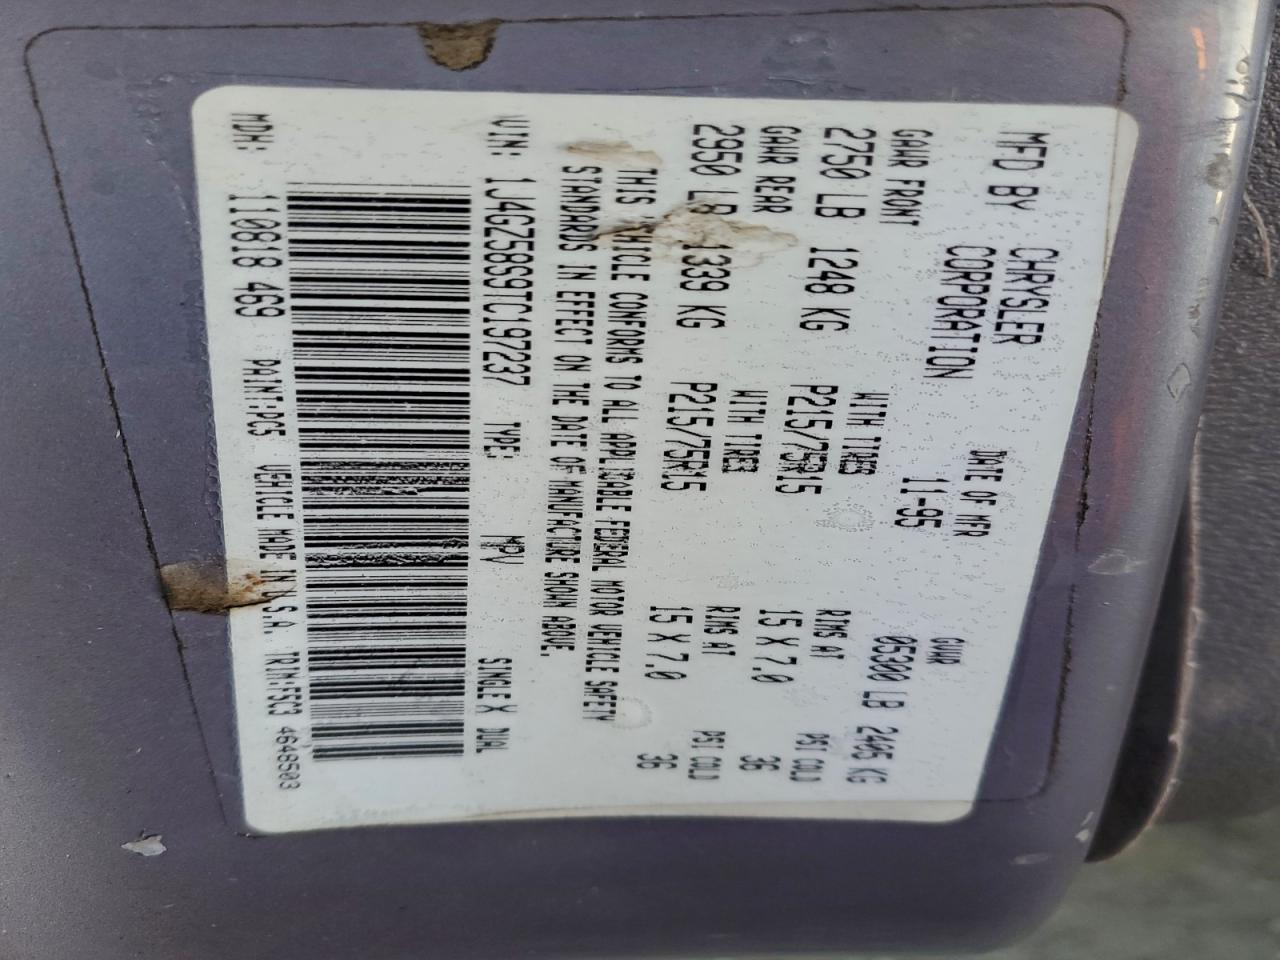 MFD BY CHRYSLER CORPORATION
DATE OF MFR 11-95
GVWR 05300 LB 2405 KG
GAWR FRONT WITH TIRES RIMS AT PSI COLD
2750 LB 1248 KG P215/75R15 15 X 7.0 36
GAWR REAR WITH TIRES RIMS AT PSI COLD
2950 LB 1339 KG P215/75R15 15 X 7.0 36
THIS VEHICLE CONFORMS TO ALL APPLICABLE FEDERAL MOTOR VEHICLE SAFETY
STANDARDS IN EFFECT ON THE DATE OF MANUFACTURE SHOWN ABOVE.
VIN: 1J4GZ58S9TC197237 TYPE: MPV SINGLE X DUAL
MDH: 110818 469 PAINT:PC5 VEHICLE MADE IN U.S.A. TRIM:F5C3 4648503